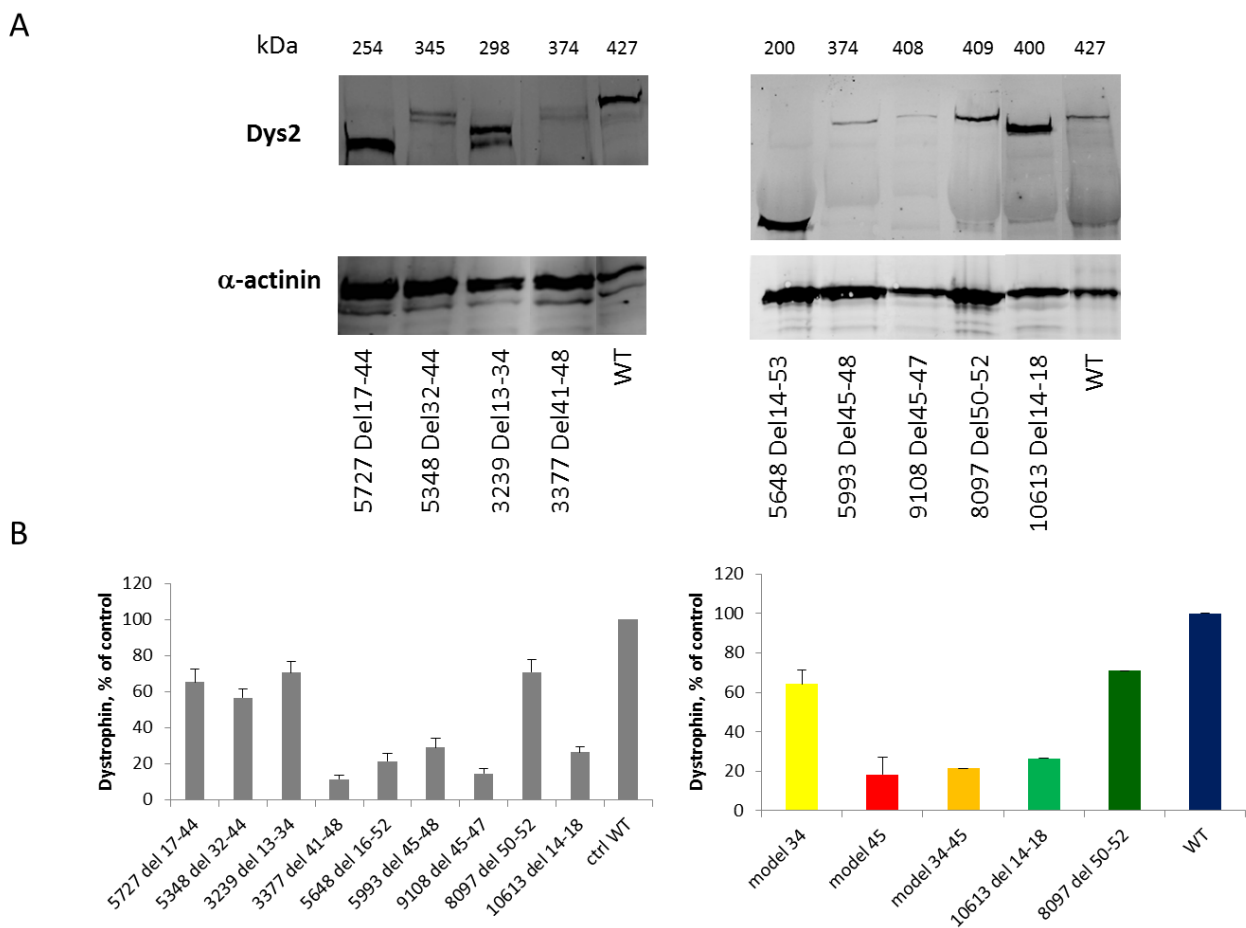 A
kDa 254 345 298 374 427 200 374 408 409 400 427
Dys2
α-actinin
5727 Del17-44
5348 Del32-44
3239 Del13-34
3377 Del41-48
WT
5648 Del14-53
5993 Del45-48
9108 Del45-47
8097 Del50-52
10613 Del14-18
WT
B
Dystrophin, % of control
120
100
80
60
40
20
0
5727 del 17-44
5348 del 32-44
3239 del 13-34
3377 del 41-48
5648 del 16-52
5993 del 45-48
9108 del 45-47
8097 del 50-52
10613 del 14-18
ctrl WT
Dystrophin, % of control
120
100
80
60
40
20
0
model 34
model 45
model 34-45
10613 del 14-18
8097 del 50-52
WT